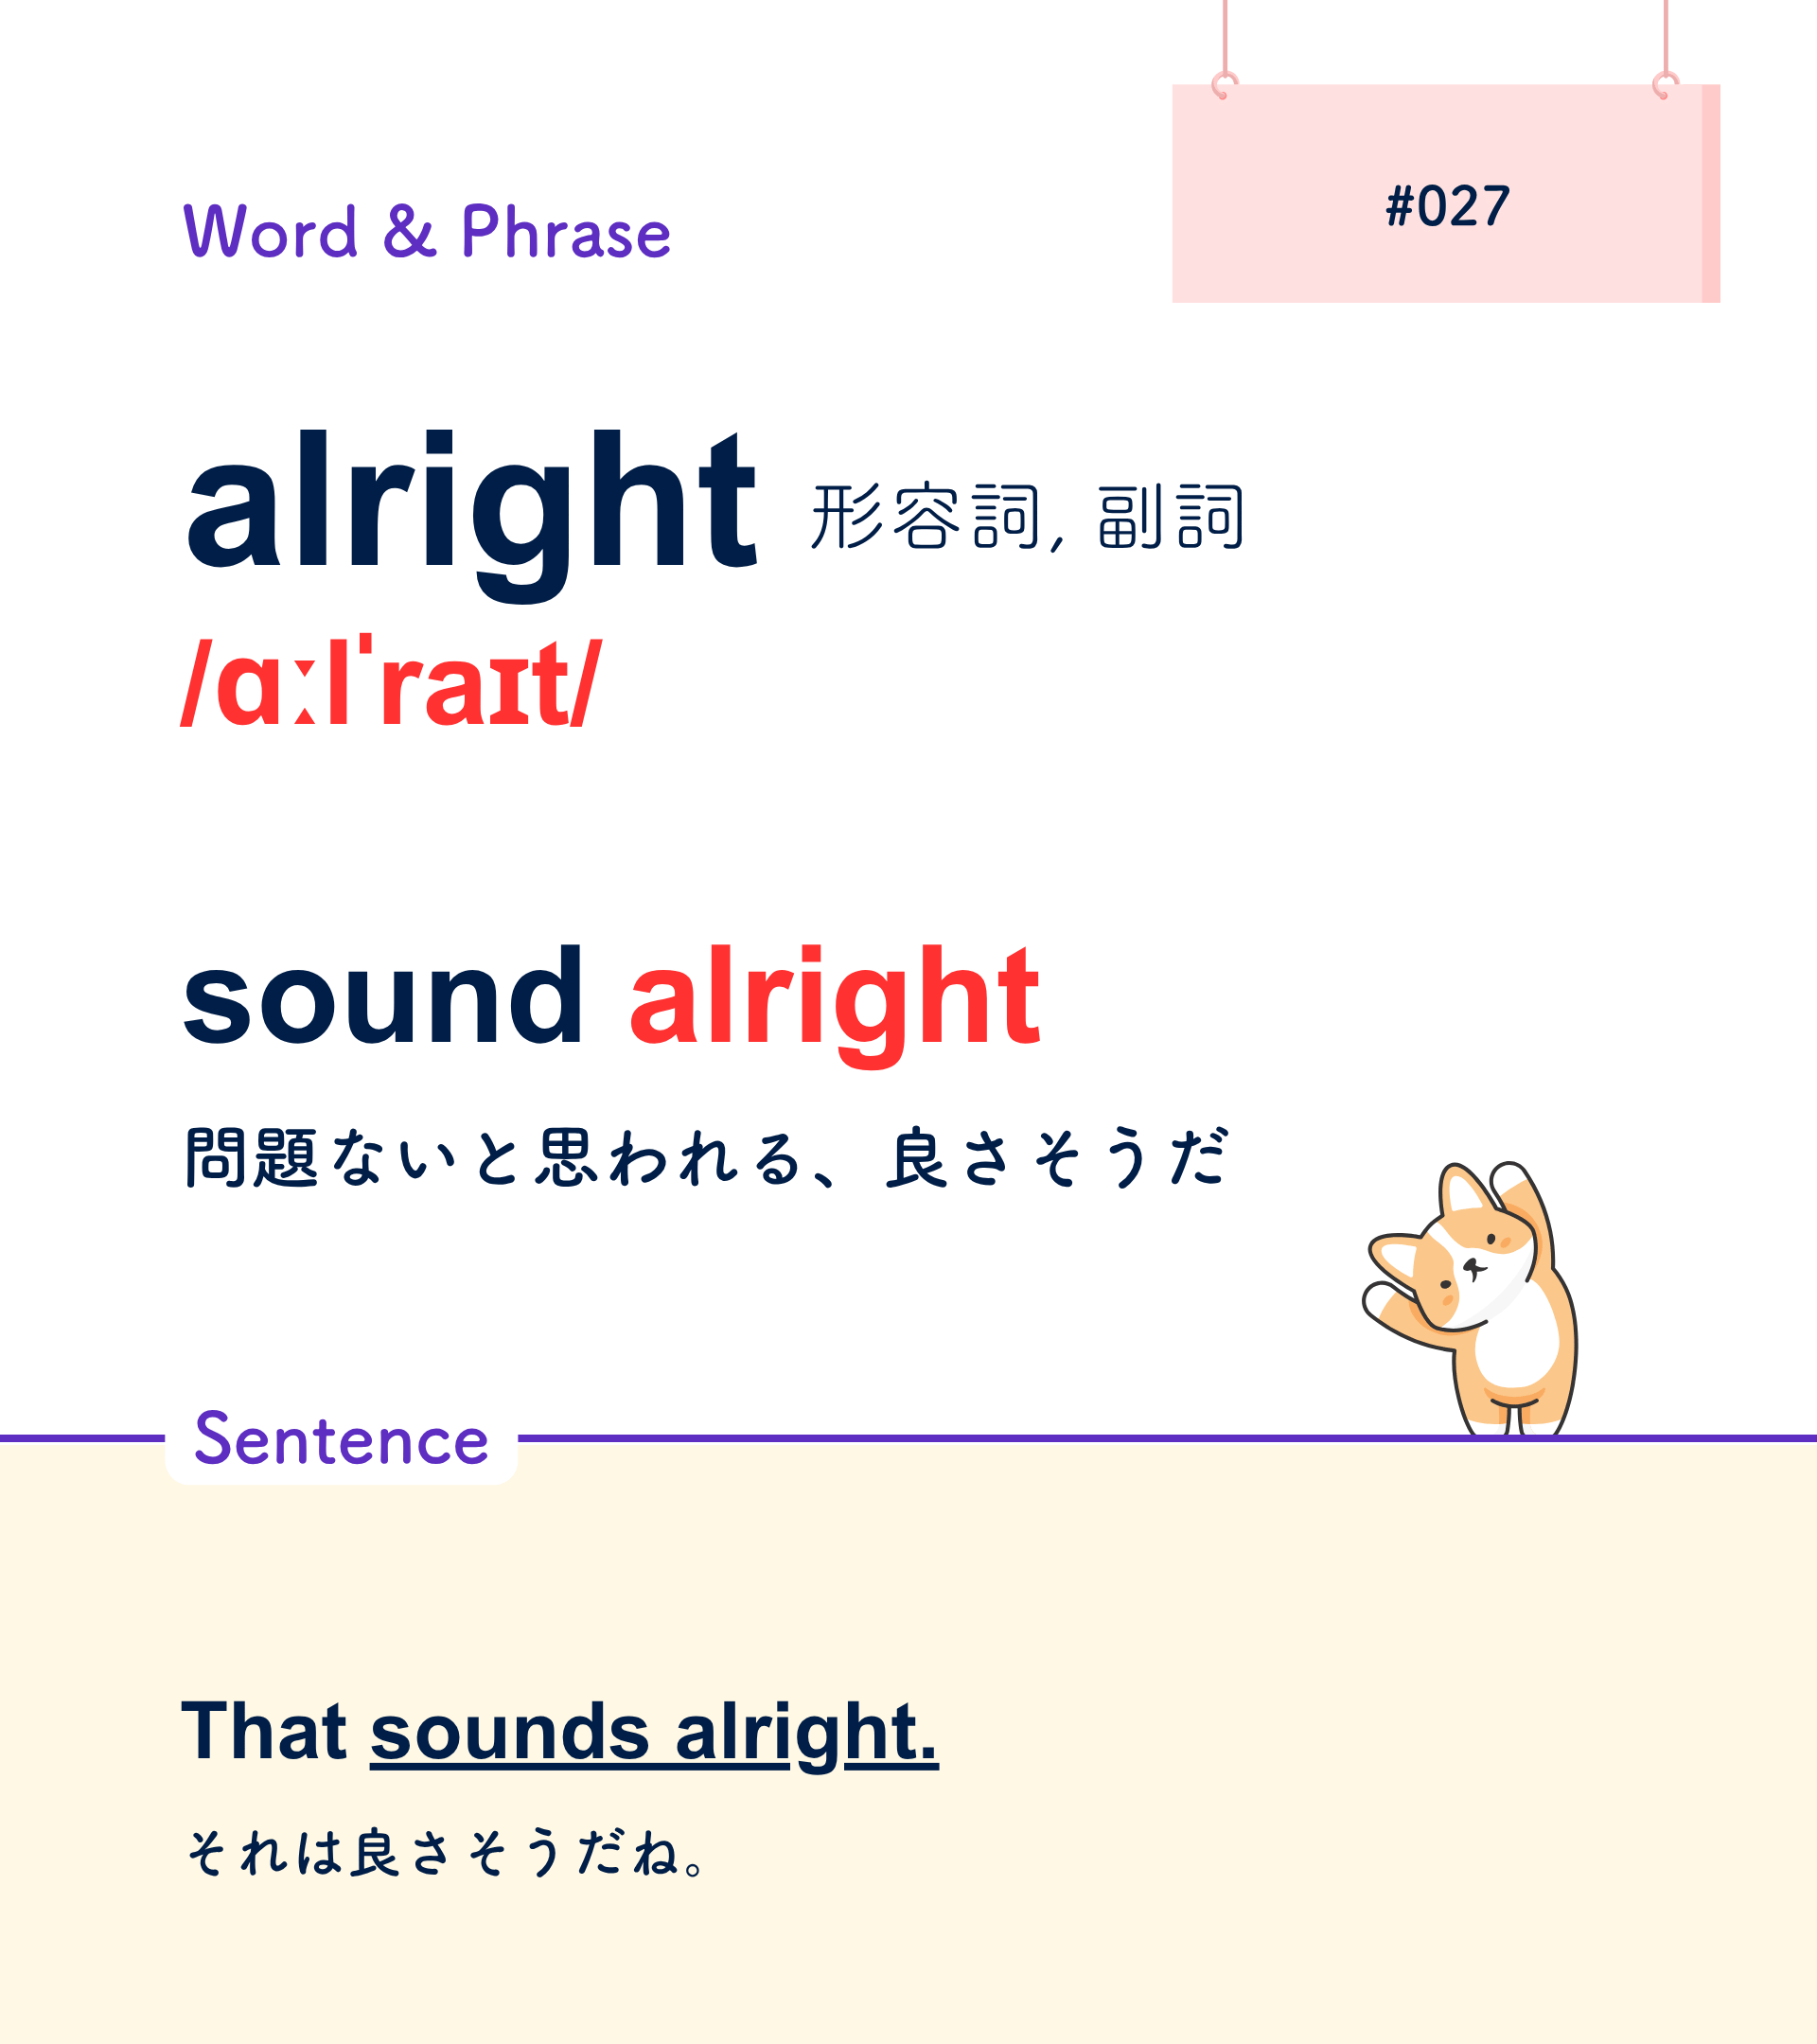 #027
Word & Phrase
alright 形容詞, 副詞
/ɑːlˈraɪt/
sound alright
問題ないと思われる、良さそうだ
Sentence
That sounds alright.
それは良さそうだね。